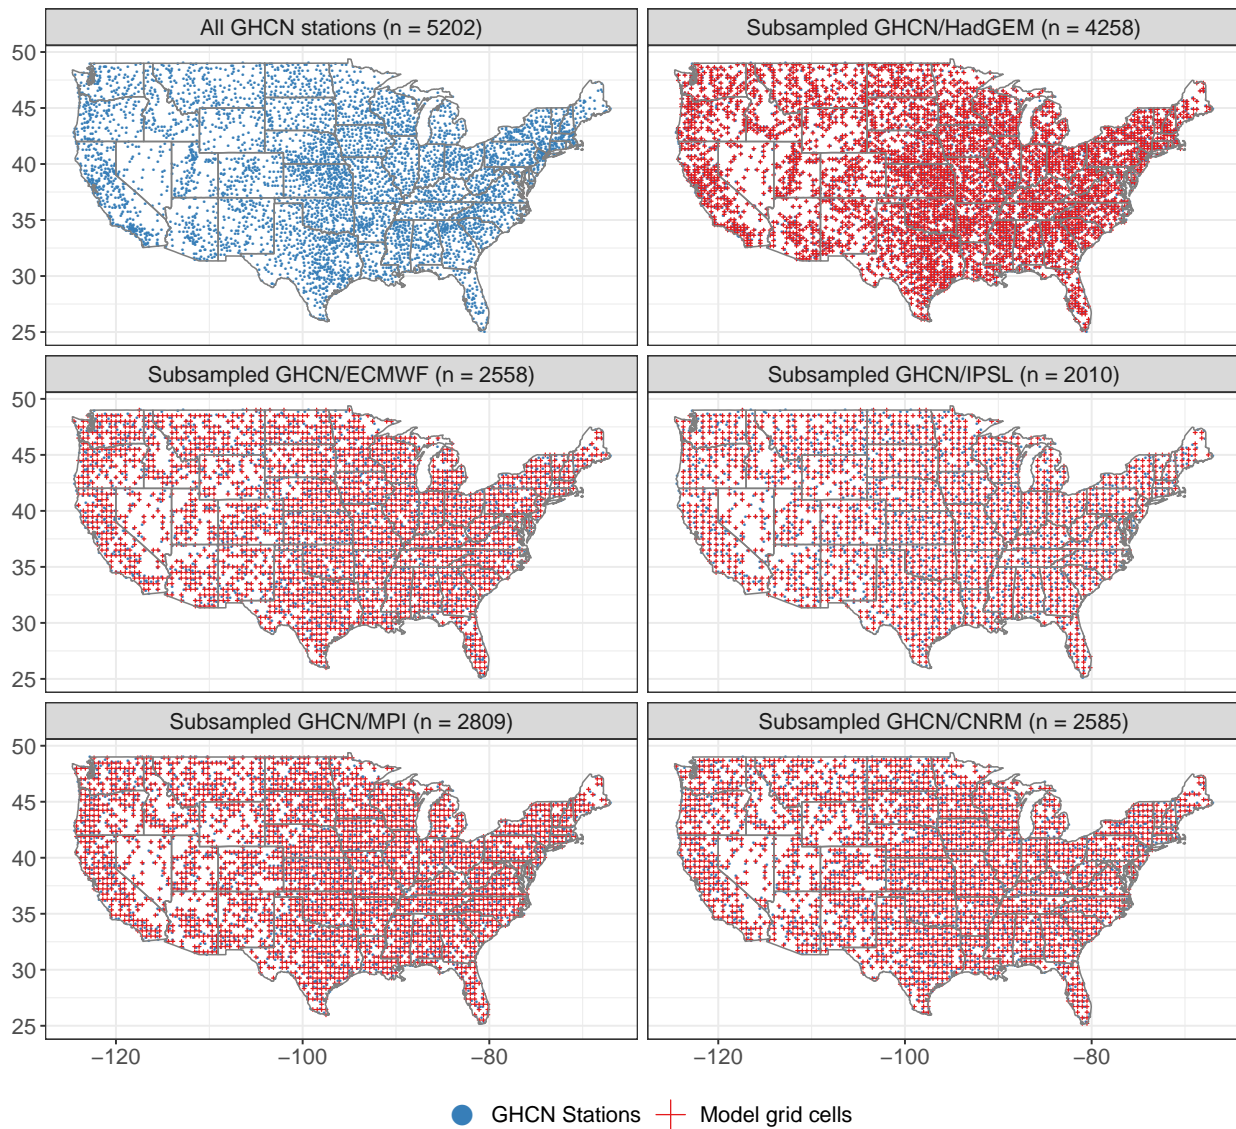 All GHCN stations (n = 5202)
Subsampled GHCN/HadGEM (n = 4258)
50
45
40
35
30
25
Subsampled GHCN/ECMWF (n = 2558)
Subsampled GHCN/IPSL (n = 2010)
50
45
40
35
30
25
Subsampled GHCN/MPI (n = 2809)
Subsampled GHCN/CNRM (n = 2585)
50
45
40
35
30
25
−120 −100 −80 −120 −100 −80
GHCN Stations Model grid cells